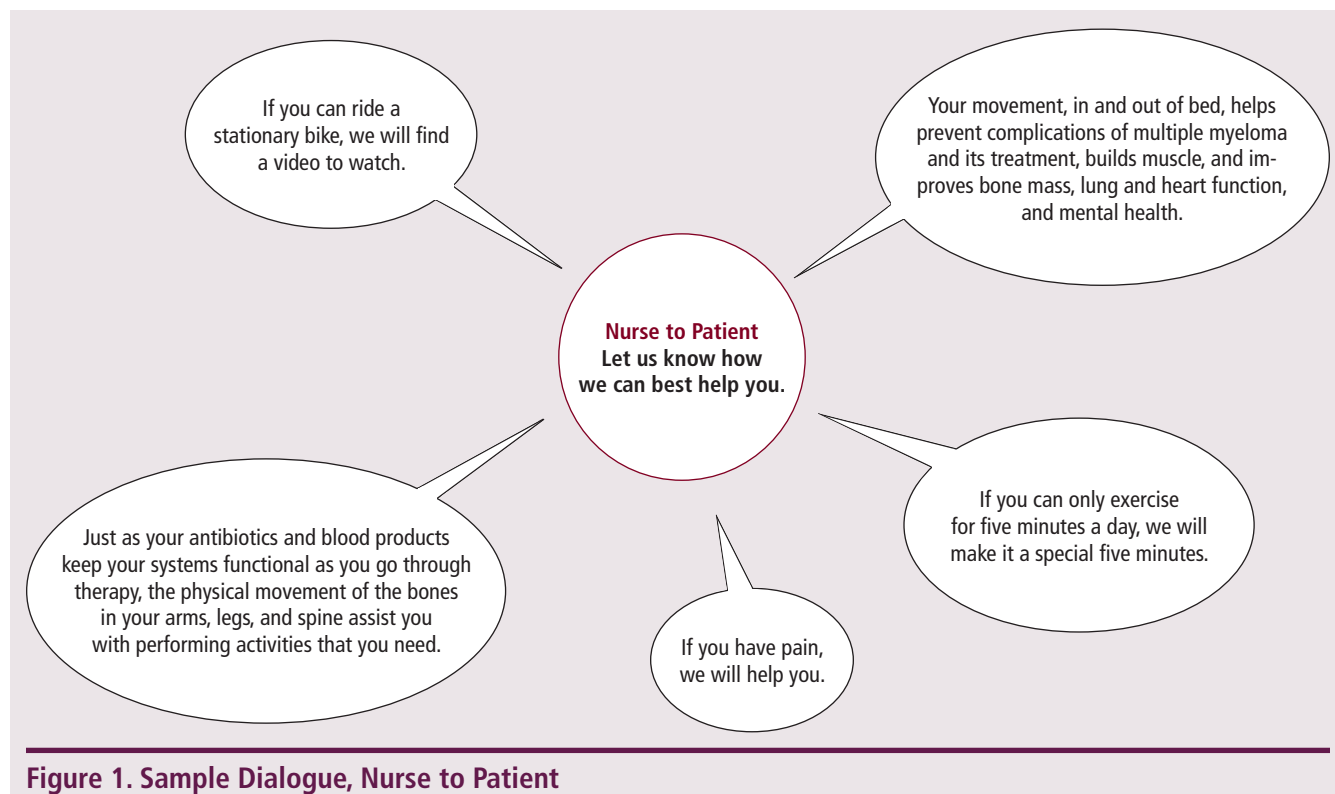 If you can ride a
stationary bike, we will find
a video to watch.
Your movement, in and out of bed, helps
prevent complications of multiple myeloma
and its treatment, builds muscle, and im-
proves bone mass, lung and heart function,
and mental health.
Nurse to Patient
Let us know how
we can best help you.
Just as your antibiotics and blood products
keep your systems functional as you go through
therapy, the physical movement of the bones
in your arms, legs, and spine assist you
with performing activities that you need.
If you can only exercise
for five minutes a day, we will
make it a special five minutes.
If you have pain,
we will help you.
Figure 1. Sample Dialogue, Nurse to Patient